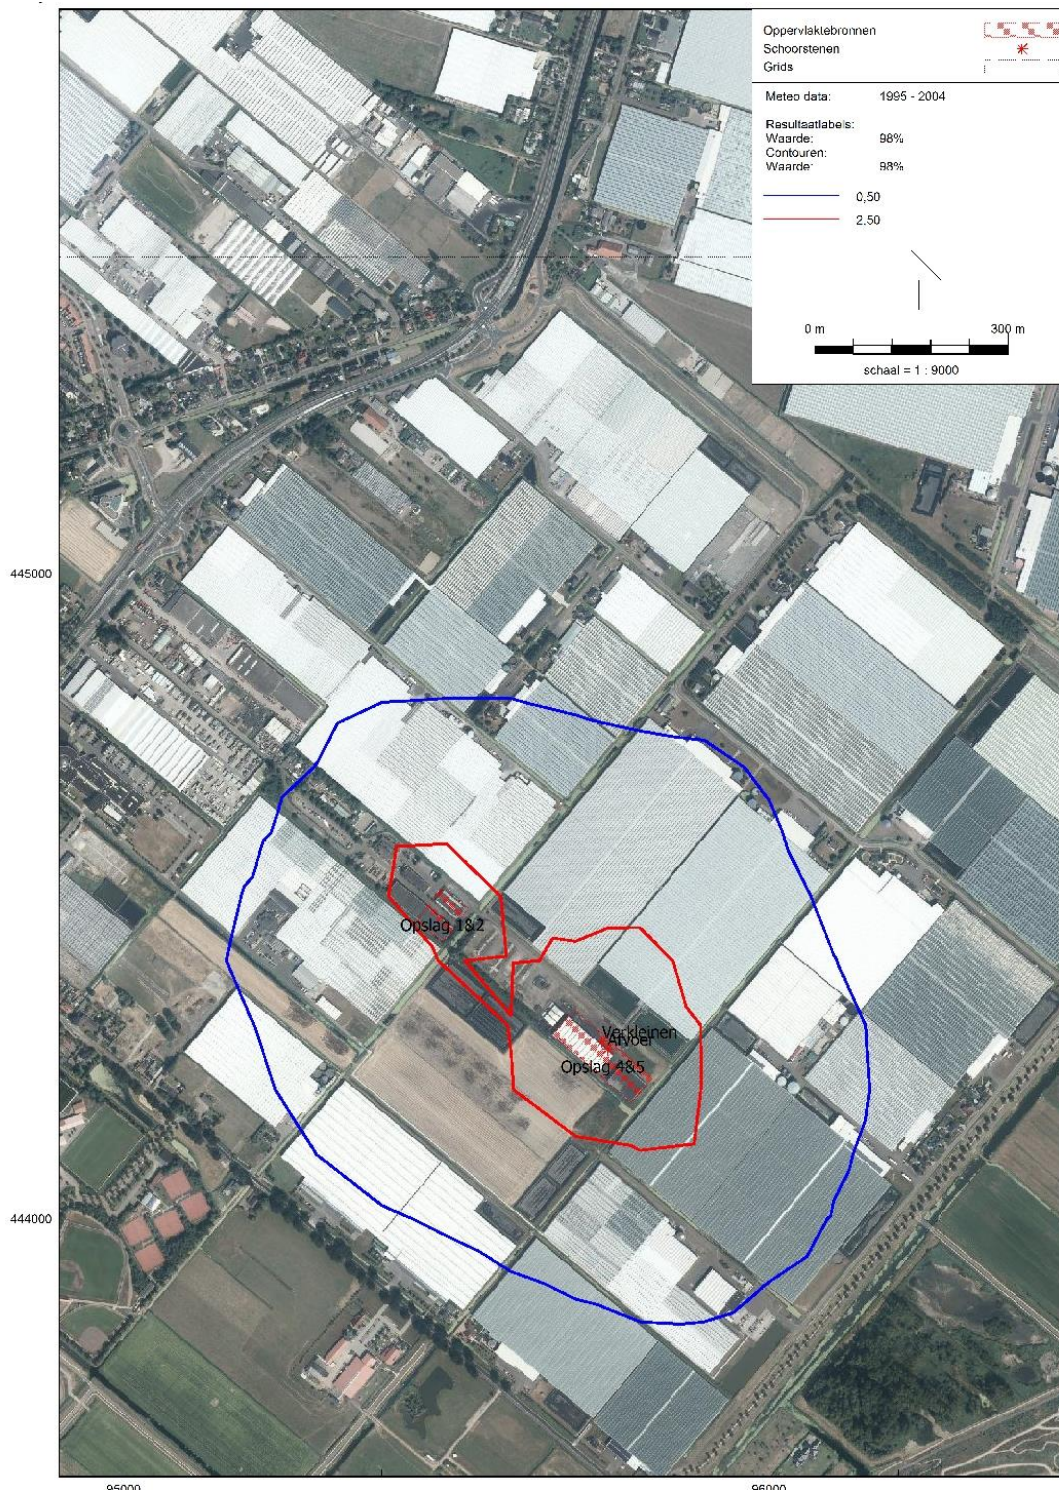 Oppervlaktebronnen
Schoorstenen
Grids
Meteo data: 1995 - 2004
Resultaatlabels:
Waarde: 98%
Contouren:
Waarde: 98%
0,50
2,50
0 m 300 m
schaal = 1 : 9000
445000
Opslag 1&2
Verkleinen
Afvoer
Opslag 4&5
444000
95000 96000